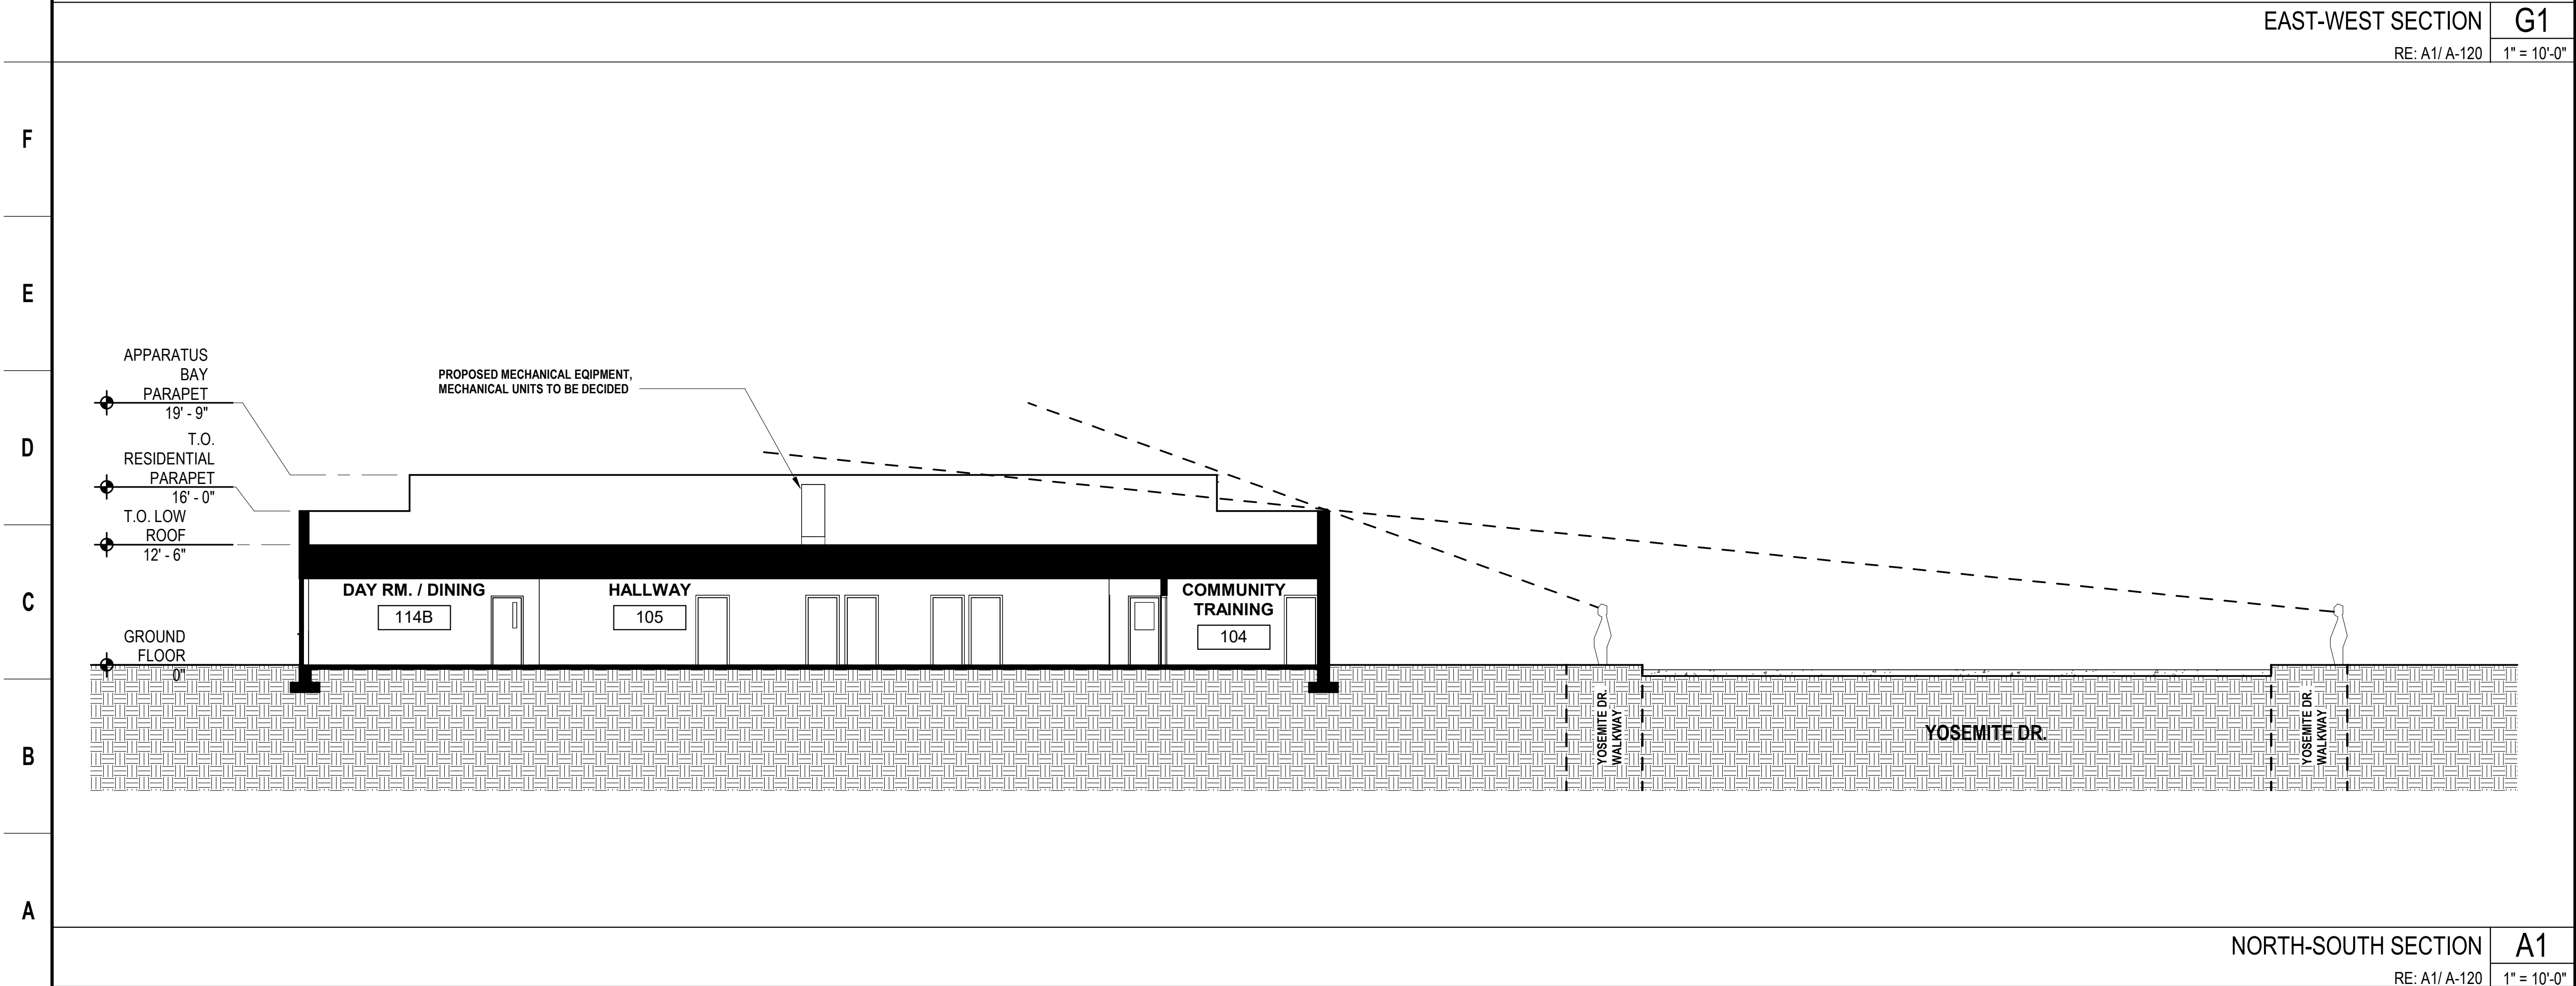 EAST-WEST SECTION
G1
RE: A1/ A-120
1" = 10'-0"
F
E
D
C
B
A
APPARATUS
BAY
PARAPET
19' - 9"
T.O.
RESIDENTIAL
PARAPET
16' - 0"
T.O. LOW
ROOF
12' - 6"
GROUND
FLOOR
0"
PROPOSED MECHANICAL EQIPMENT,
MECHANICAL UNITS TO BE DECIDED
DAY RM. / DINING
114B
HALLWAY
105
COMMUNITY
TRAINING
104
YOSEMITE DR.
WALKWAY
YOSEMITE DR.
YOSEMITE DR.
WALKWAY
NORTH-SOUTH SECTION
A1
RE: A1/ A-120
1" = 10'-0"